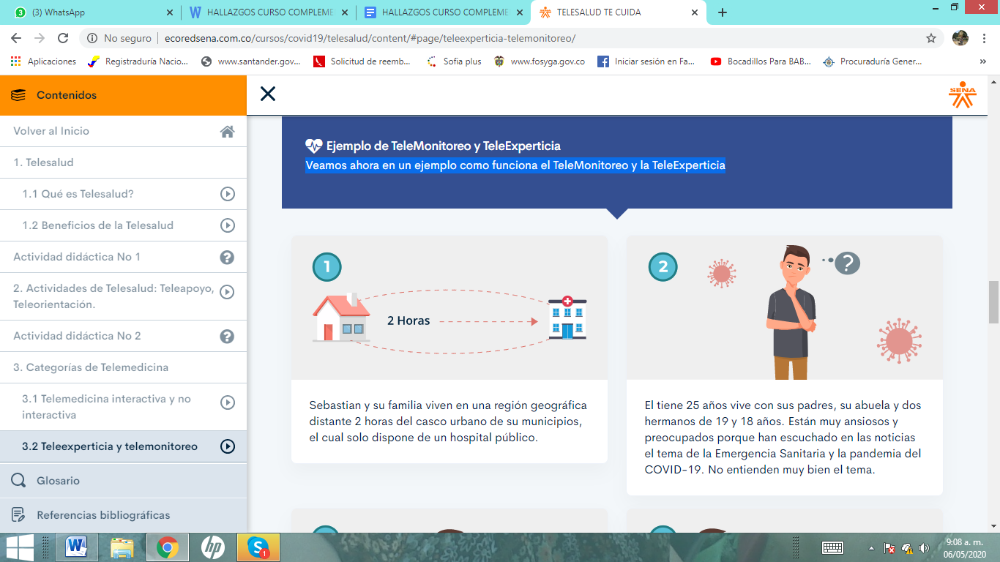 (3) WhatsApp
HALLAZGOS CURSO COMPLEME
HALLAZGOS CURSO COMPLEME
TELESALUD TE CUIDA
No seguro
ecoredsena.com.co/cursos/covid19/telesalud/content/#page/teleexperticia-telemonitoreo/
Aplicaciones
Registraduría Nacio...
www.santander.gov...
Solicitud de reemb...
Sofia plus
www.fosyga.gov.co
Iniciar sesión en Fa...
Bocadillos Para BAB...
Procuraduría Gener...
»
Contenidos
SENA
Volver al Inicio
1. Telesalud
1.1 Qué es Telesalud?
1.2 Beneficios de la Telesalud
Actividad didáctica No 1
2. Actividades de Telesalud: Teleapoyo,
Teleorientación.
Actividad didáctica No 2
3. Categorías de Telemedicina
3.1 Telemedicina interactiva y no
interactiva
3.2 Teleexperticia y telemonitoreo
Glosario
Referencias bibliográficas
Ejemplo de TeleMonitoreo y TeleExperticia
Veamos ahora en un ejemplo como funciona el TeleMonitoreo y la TeleExperticia
1
2 Horas
Sebastian y su familia viven en una región geográfica
distante 2 horas del casco urbano de su municipios,
el cual solo dispone de un hospital público.
2
?
El tiene 25 años vive con sus padres, su abuela y dos
hermanos de 19 y 18 años. Están muy ansiosos y
preocupados porque han escuchado en las noticias
el tema de la Emergencia Sanitaria y la pandemia del
COVID-19. No entienden muy bien el tema.
9:08 a. m.
06/05/2020